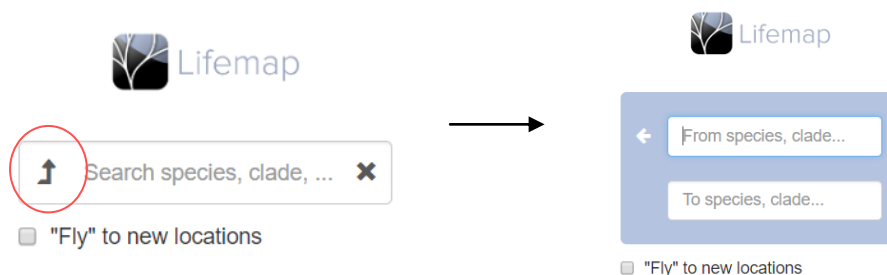 Lifemap
Search species, clade, ...
"Fly" to new locations
Lifemap
From species, clade...
To species, clade...
"Fly" to new locations